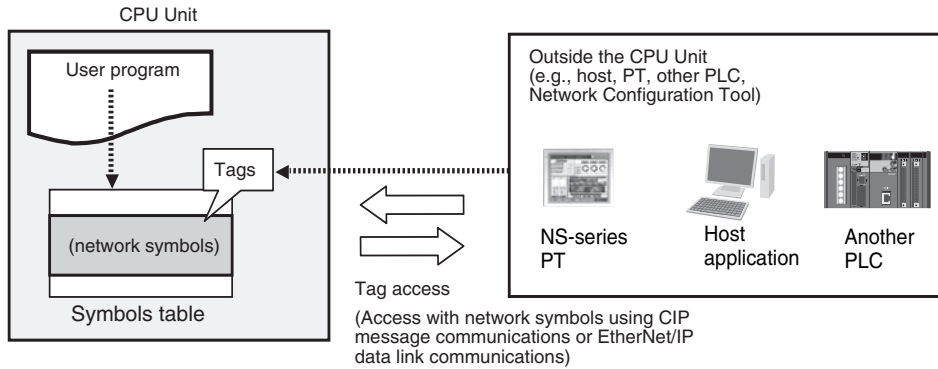 CPU Unit
User program
Tags
(network symbols)
Symbols table
Tag access
(Access with network symbols using CIP
message communications or EtherNet/IP
data link communications)
Outside the CPU Unit
(e.g., host, PT, other PLC,
Network Configuration Tool)
NS-series
PT
Host
application
Another
PLC